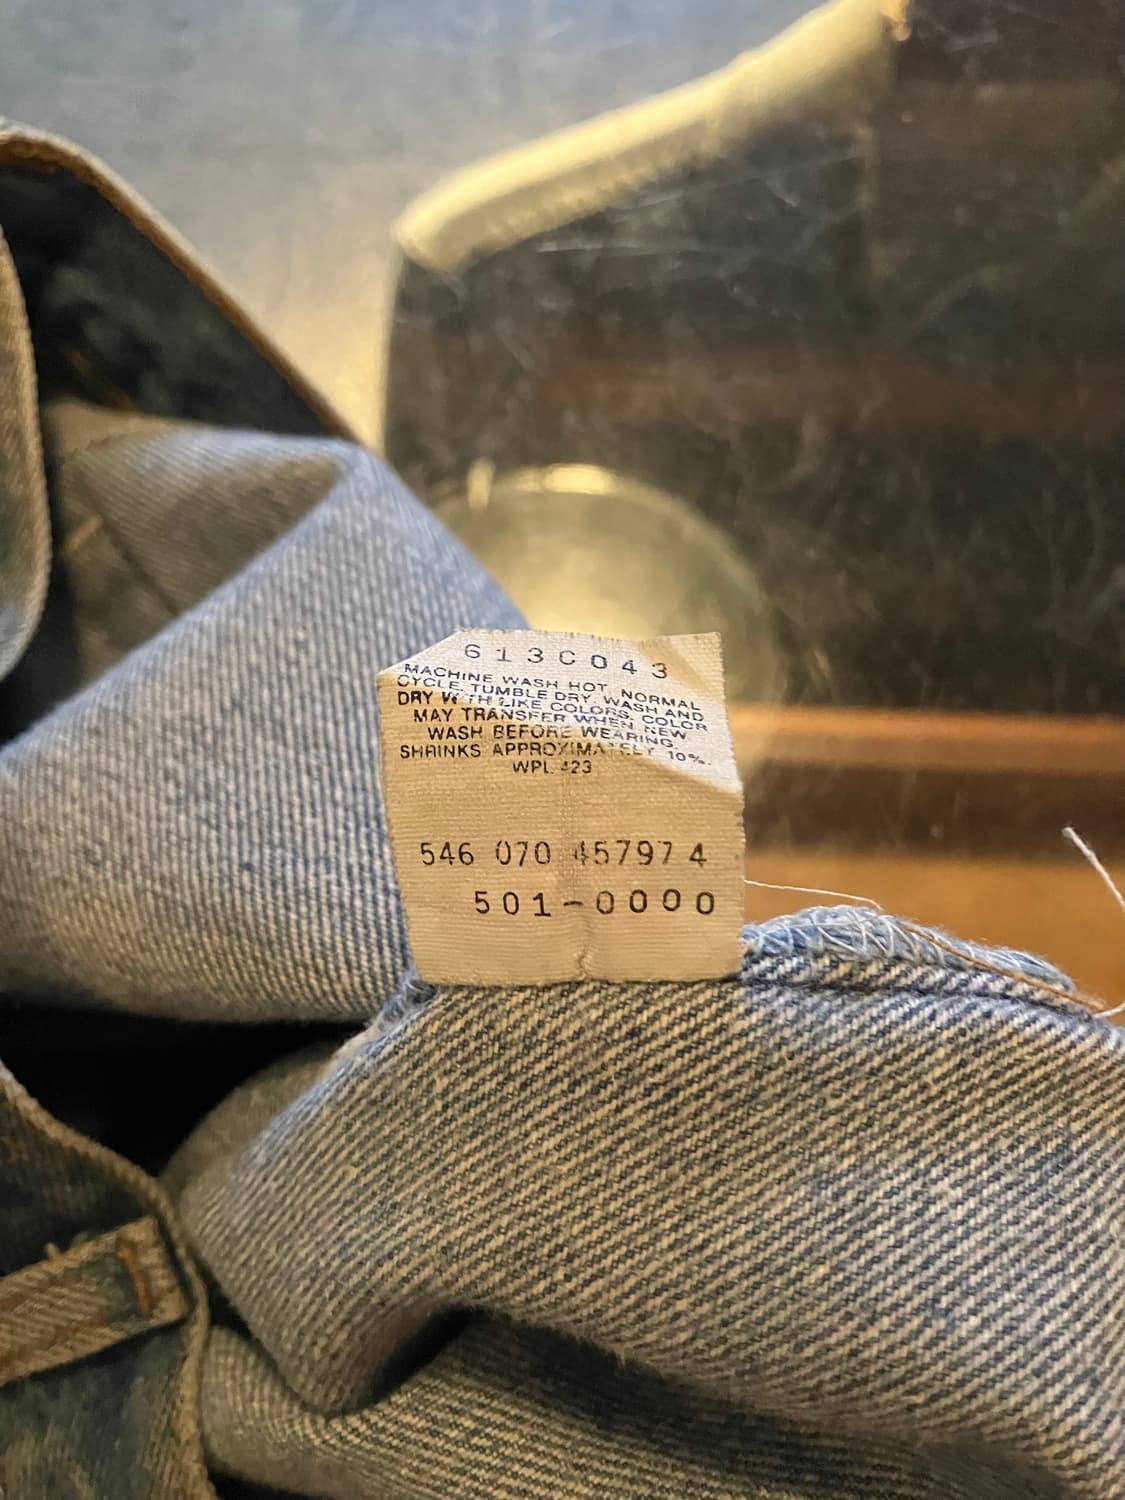 613C043
MACHINE WASH HOT, NORMAL
CYCLE, TUMBLE DRY. WASH AND
DRY WITH LIKE COLORS, COLOR
MAY TRANSFER WHEN NEW
WASH BEFORE WEARING.
SHRINKS APPROXIMATELY 10%.
WPL 423
546 070 457974
501-0000